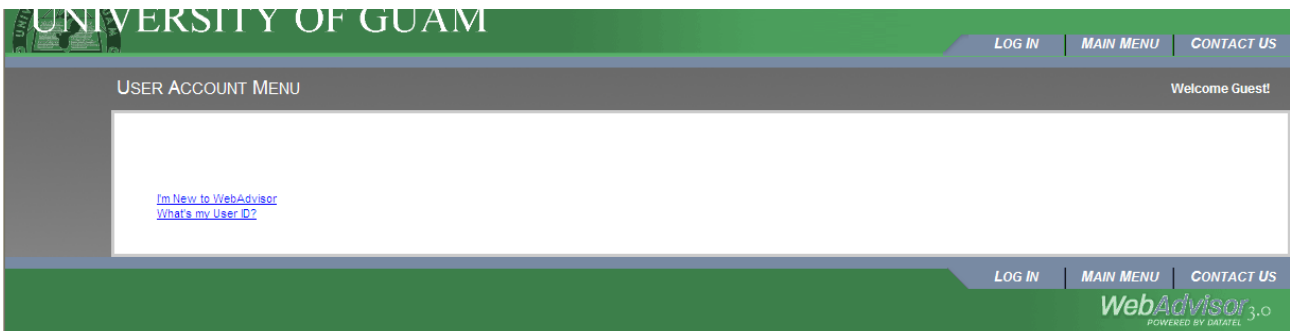 UNIVERSITY OF GUAM
LOG IN MAIN MENU CONTACT US
USER ACCOUNT MENU
Welcome Guest!
I'm New to WebAdvisor
What's my User ID?
LOG IN MAIN MENU CONTACT US
WebAdvisor 3.0
POWERED BY DATATEL